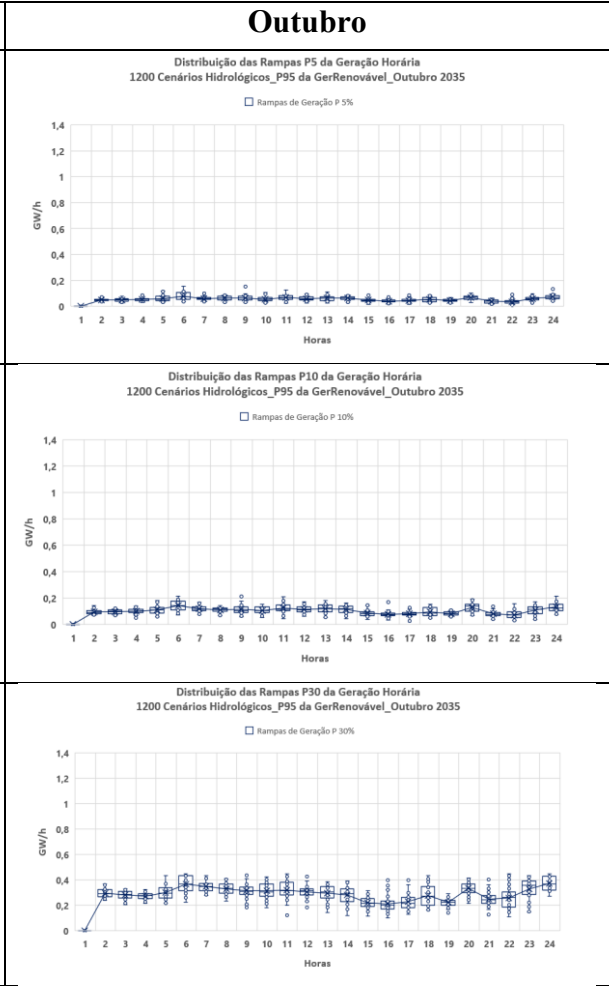 Outubro
Distribuição das Rampas P5 da Geração Horária
1200 Cenários Hidrológicos_P95 da GerRenovável_Outubro 2035
Rampas de Geração P 5%
1,4
1,2
1
0,8
0,6
0,4
0,2
0
GW/h
1 2 3 4 5 6 7 8 9 10 11 12 13 14 15 16 17 18 19 20 21 22 23 24
Horas
Distribuição das Rampas P10 da Geração Horária
1200 Cenários Hidrológicos_P95 da GerRenovável_Outubro 2035
Rampas de Geração P 10%
1,4
1,2
1
0,8
0,6
0,4
0,2
0
GW/h
1 2 3 4 5 6 7 8 9 10 11 12 13 14 15 16 17 18 19 20 21 22 23 24
Horas
Distribuição das Rampas P30 da Geração Horária
1200 Cenários Hidrológicos_P95 da GerRenovável_Outubro 2035
Rampas de Geração P 30%
1,4
1,2
1
0,8
0,6
0,4
0,2
0
GW/h
1 2 3 4 5 6 7 8 9 10 11 12 13 14 15 16 17 18 19 20 21 22 23 24
Horas